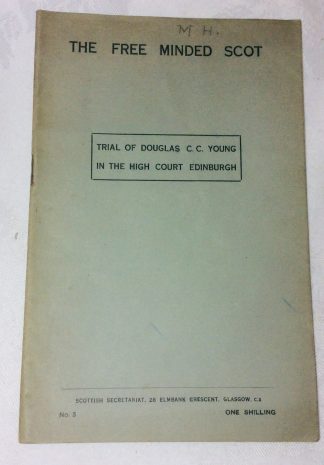 M H.
THE FREE MINDED SCOT
TRIAL OF DOUGLAS C. C. YOUNG
IN THE HIGH COURT EDINBURGH
SCOTTISH SECRETARIAT, 28 ELMBANK CRESCENT, GLASGOW, C.2
No. 5 ONE SHILLING